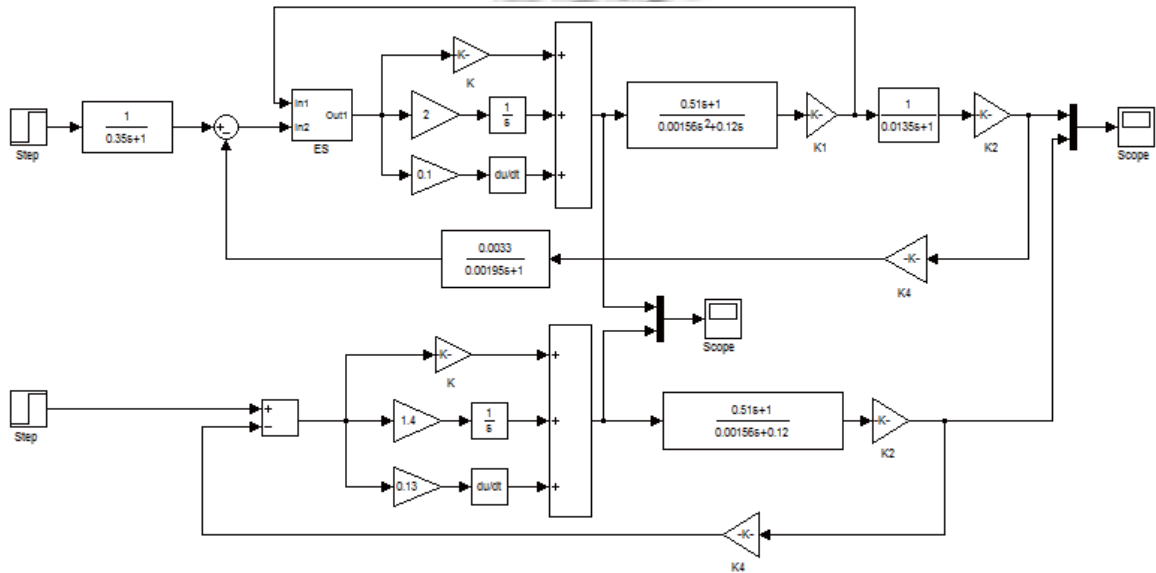 K-
K
In1
In2
Out1
ES
2
1
s
0.1
du/dt
+
+
+
Step
1
0.35s+1
+
−
0.51s+1
0.00156s²+0.12s
K-
K1
1
0.0135s+1
K-
K2
Scope
0.0033
0.00195s+1
-K-
K4
Scope
K-
K
1.4
1
s
0.13
du/dt
+
+
+
Step
+
−
0.51s+1
0.00156s+0.12
K-
K2
-K-
K4